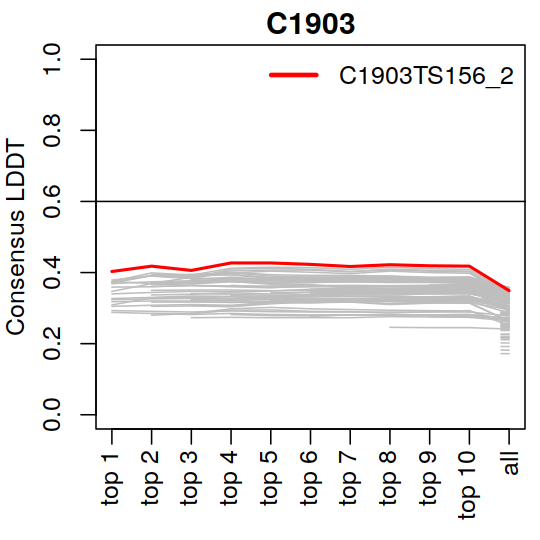 C1903
C1903TS156_2
Consensus LDDT
1.0
0.8
0.6
0.4
0.2
0.0
top 1
top 2
top 3
top 4
top 5
top 6
top 7
top 8
top 9
top 10
all